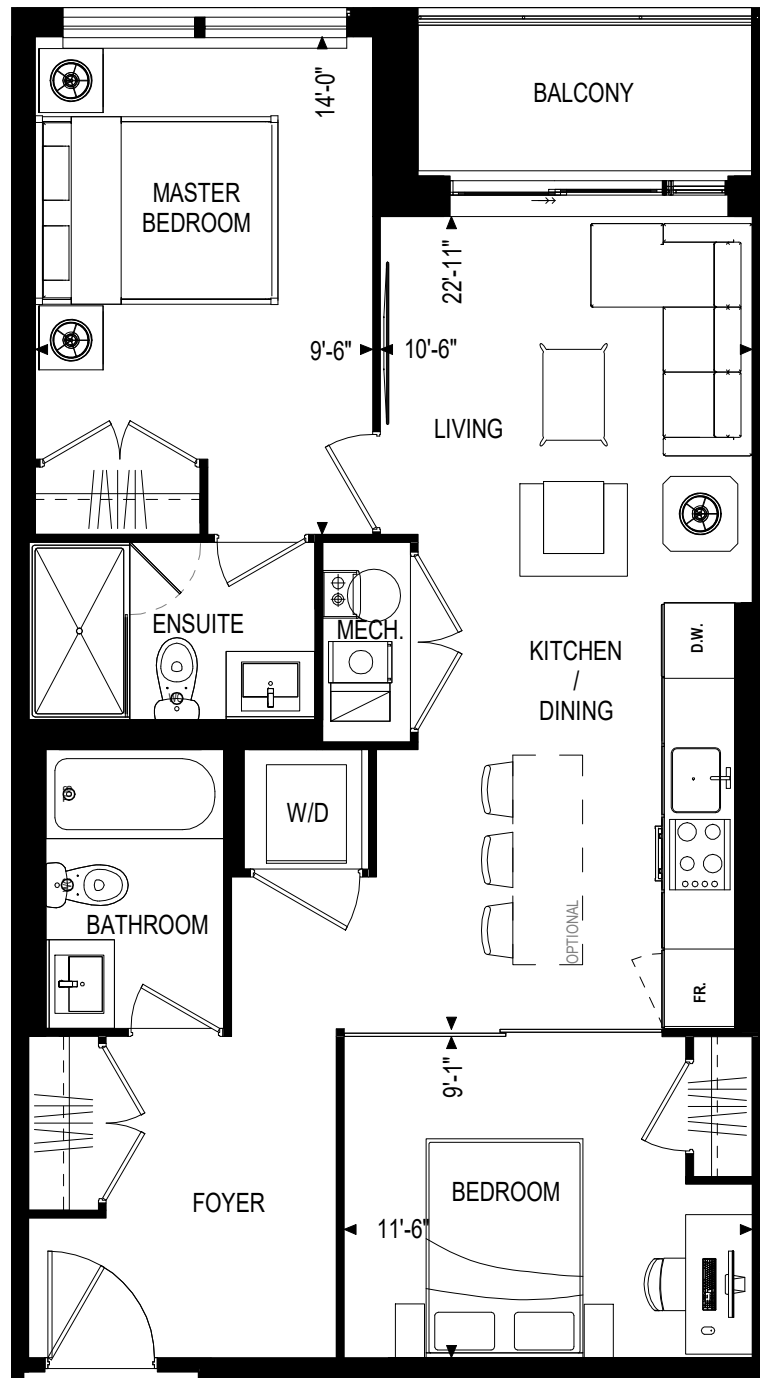 14'-0"
BALCONY
MASTER
BEDROOM
22'-11"
9'-6"
10'-6"
LIVING
ENSUITE
MECH.
D.W.
KITCHEN
/
DINING
W/D
OPTIONAL
BATHROOM
FR.
9'-1"
BEDROOM
FOYER
11'-6"